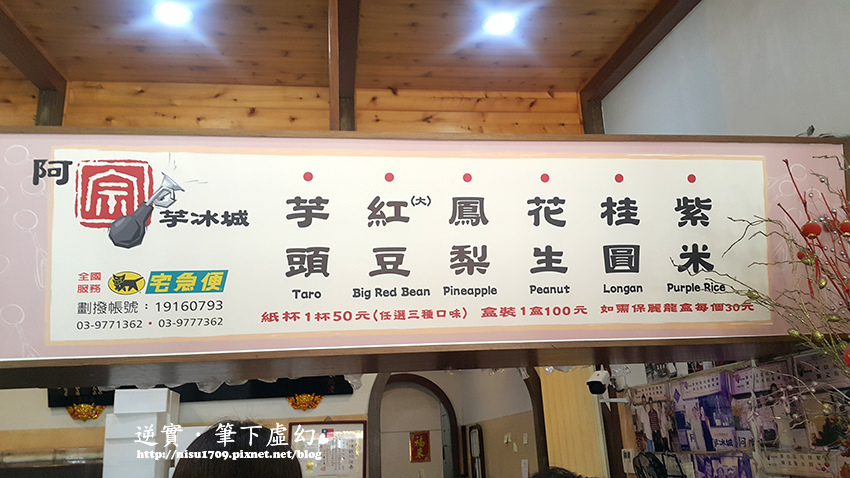 阿宗芋冰城
全國服務 宅急便
劃撥帳號：19160793
03-9771362・03-9777362
芋頭 紅(大)豆 鳳梨 花生 桂圓 紫米
Taro Big Red Bean Pineapple Peanut Longan Purple Rice
紙杯1杯50元(任選三種口味) 盒裝1盒100元 如需保麗龍盒每個30元
逆實・筆下虛幻
http://nisu1709.pixnet.net/blog